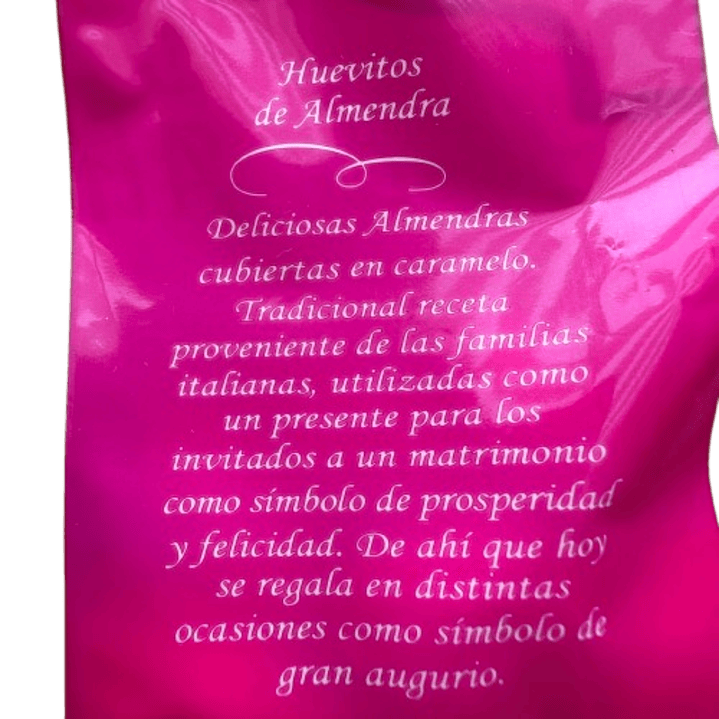 Huevitos
de Almendra
Deliciosas Almendras
cubiertas en caramelo.
Tradicional receta
proveniente de las familias
italianas, utilizadas como
un presente para los
invitados a un matrimonio
como símbolo de prosperidad
y felicidad. De ahí que hoy
se regala en distintas
ocasiones como símbolo de
gran augurio.